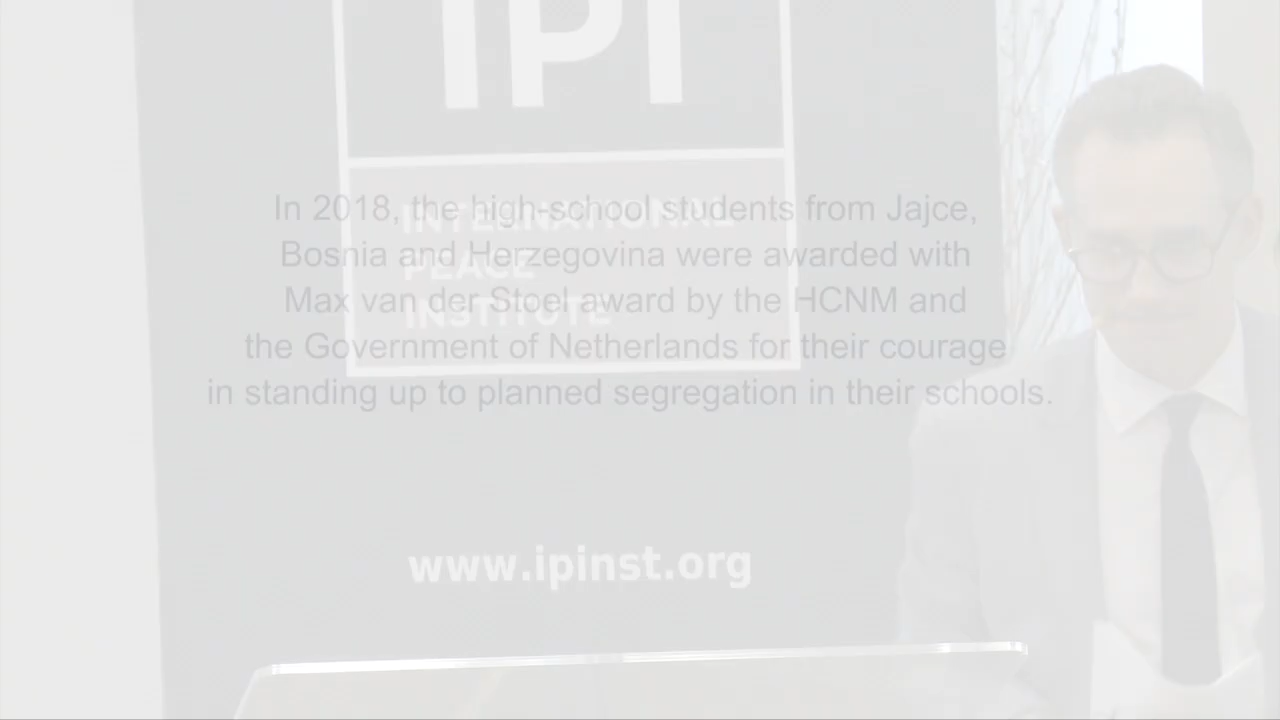 IPI
INTERNATIONAL
PEACE
INSTITUTE
In 2018, the high-school students from Jajce,
Bosnia and Herzegovina were awarded with
Max van der Stoel award by the HCNM and
the Government of Netherlands for their courage
in standing up to planned segregation in their schools.
www.ipinst.org